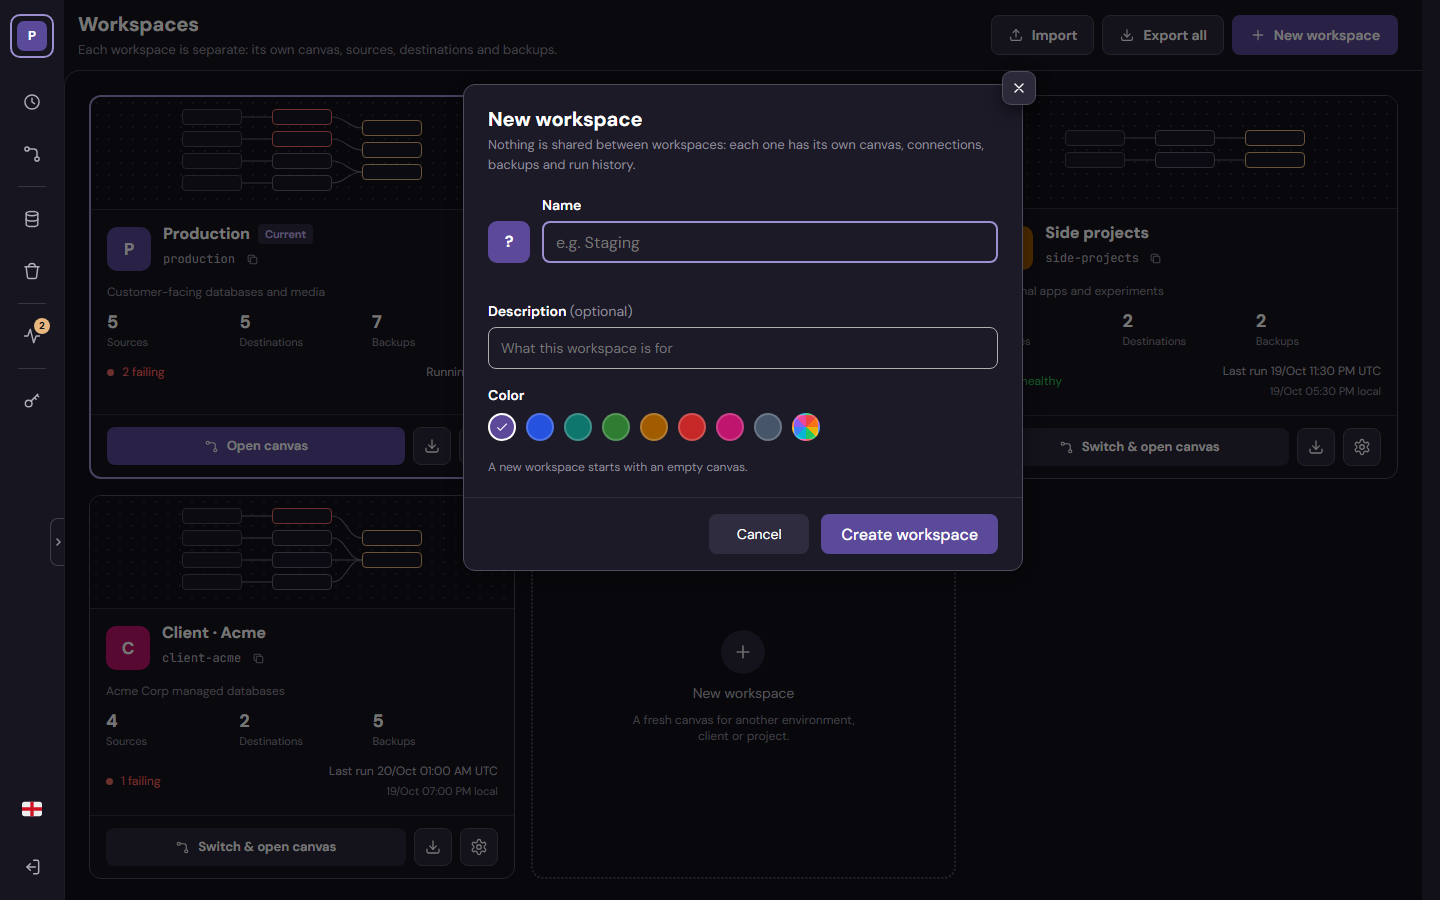 P
Workspaces
Each workspace is separate: its own canvas, sources, destinations and backups.
Import
Export all
New workspace
New workspace
Nothing is shared between workspaces: each one has its own canvas, connections,
backups and run history.
Name
?
e.g. Staging
Description (optional)
What this workspace is for
Color
A new workspace starts with an empty canvas.
Cancel
Create workspace
P
Production
Current
production
Customer-facing databases and media
5
5
7
Sources
Destinations
Backups
2 failing
Open canvas
Side projects
side-projects
apps and experiments
2
2
Destinations
Backups
healthy
Last run 19/Oct 11:30 PM UTC
19/Oct 05:30 PM local
Switch & open canvas
2
C
Client · Acme
client-acme
Acme Corp managed databases
4
2
5
Sources
Destinations
Backups
1 failing
Last run 20/Oct 01:00 AM UTC
19/Oct 07:00 PM local
Switch & open canvas
New workspace
A fresh canvas for another environment,
client or project.